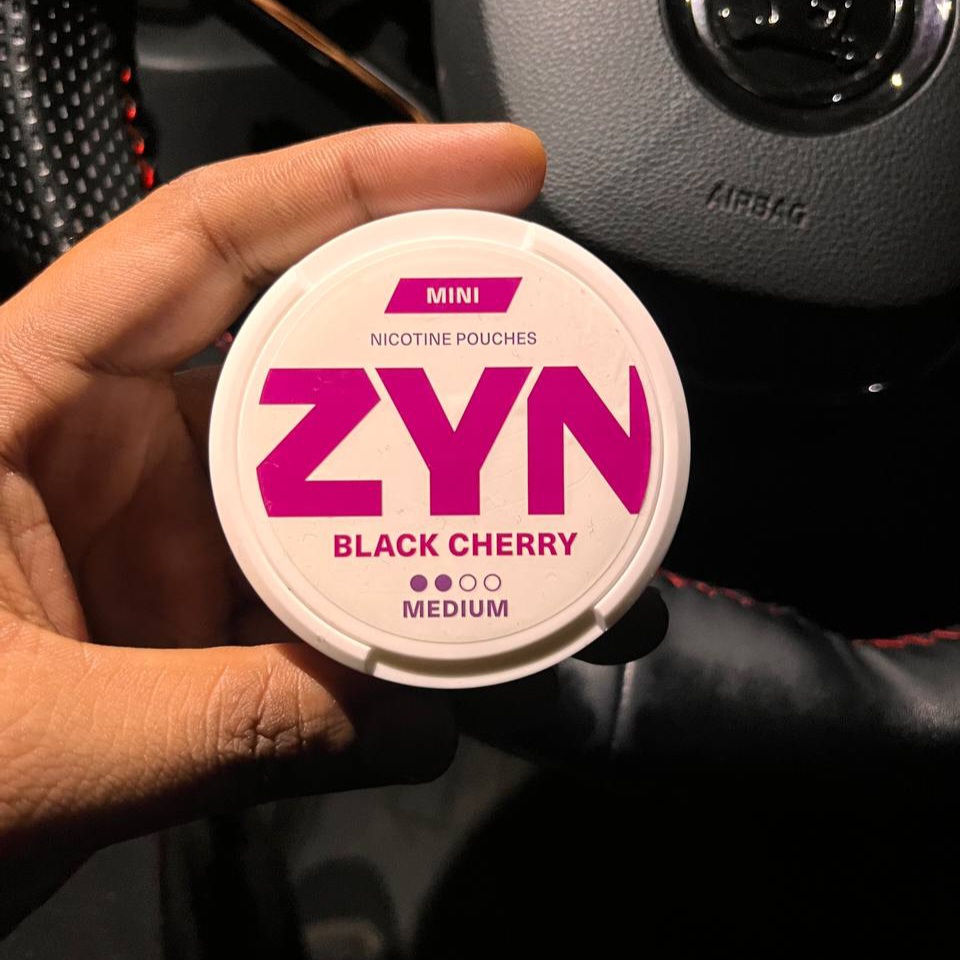 AIRBAG
MINI
NICOTINE POUCHES
ZYN
BLACK CHERRY
MEDIUM